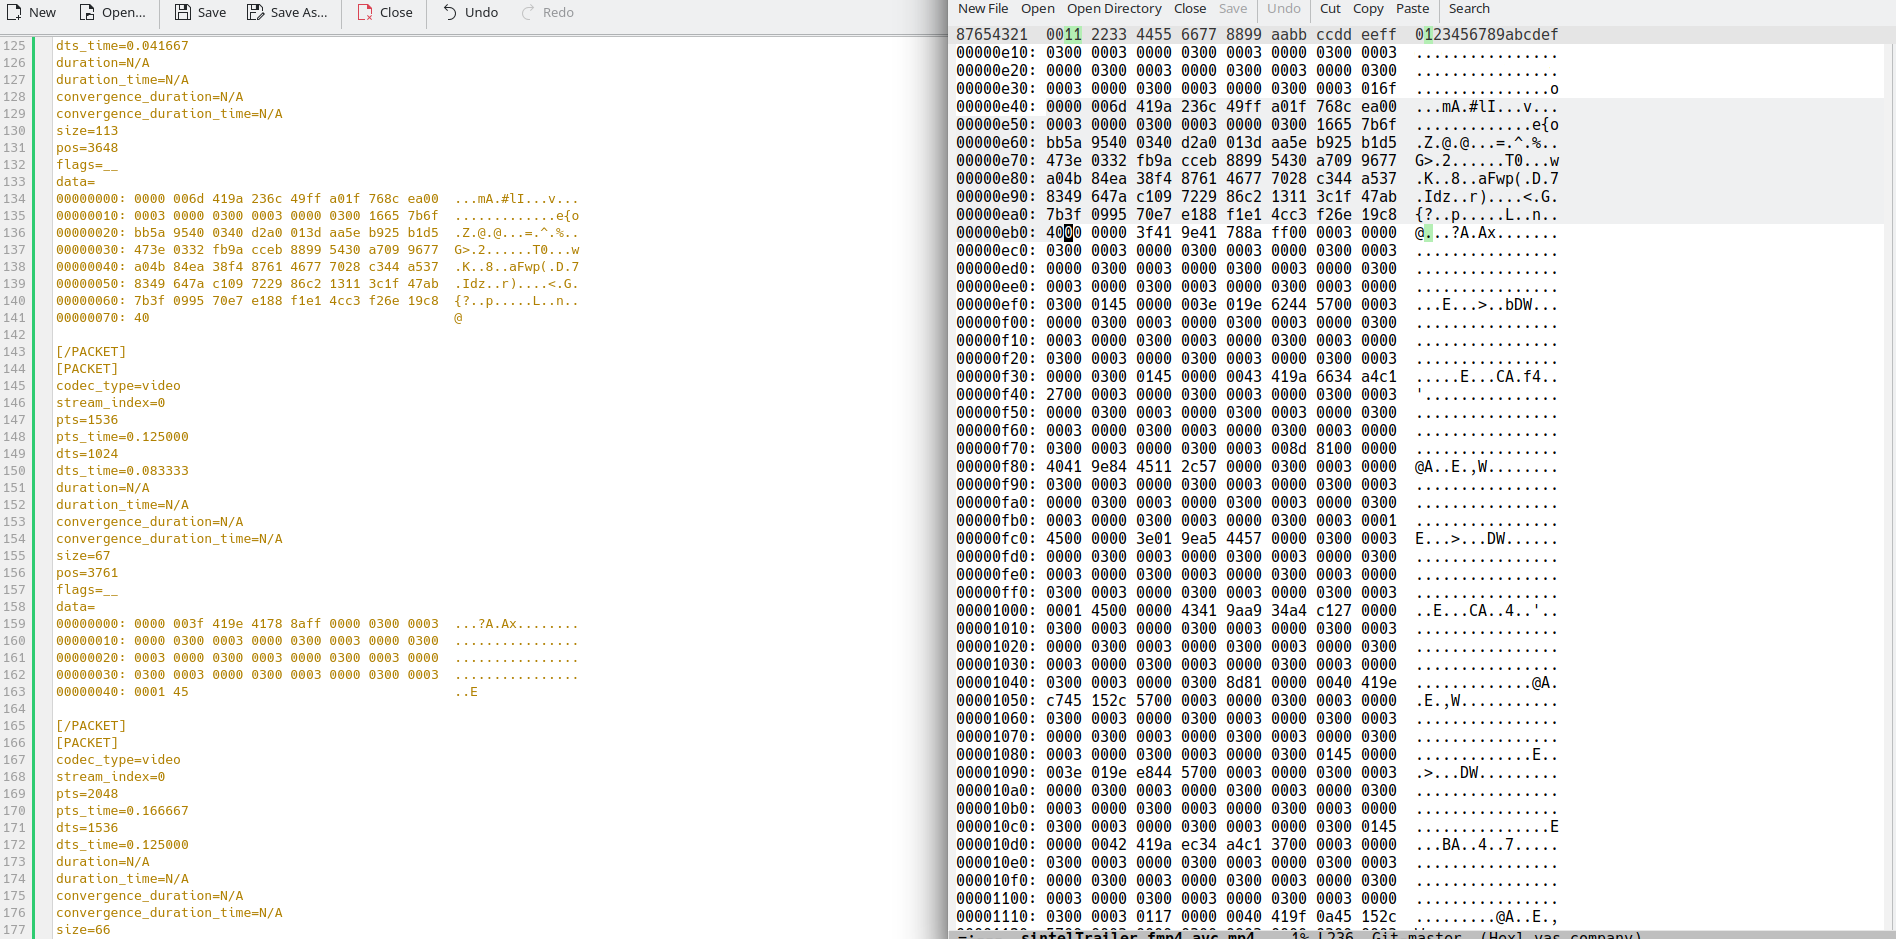 New Open... Save Save As... Close Undo Redo
125 dts_time=0.041667
126 duration=N/A
127 duration_time=N/A
128 convergence_duration=N/A
129 convergence_duration_time=N/A
130 size=113
131 pos=3648
132 flags=__
133 data=
134 00000000: 0000 006d 419a 236c 49ff a01f 768c ea00 ...mA.#lI...v...
135 00000010: 0003 0000 0300 0003 0000 0300 1665 7b6f .............e{o
136 00000020: bb5a 9540 0340 d2a0 013d aa5e b925 b1d5 .Z.@.@...=.^.%..
137 00000030: 473e 0332 fb9a cceb 8899 5430 a709 9677 G>.2......T0...w
138 00000040: a04b 84ea 38f4 8761 4677 7028 c344 a537 .K..8..aFwp(.D.7
139 00000050: 8349 647a c109 7229 86c2 1311 3c1f 47ab .Idz..r)....<.G.
140 00000060: 7b3f 0995 70e7 e188 f1e1 4cc3 f26e 19c8 {?..p.....L..n..
141 00000070: 40 @
142
143 [/PACKET]
144 [PACKET]
145 codec_type=video
146 stream_index=0
147 pts=1536
148 pts_time=0.125000
149 dts=1024
150 dts_time=0.083333
151 duration=N/A
152 duration_time=N/A
153 convergence_duration=N/A
154 convergence_duration_time=N/A
155 size=67
156 pos=3761
157 flags=__
158 data=
159 00000000: 0000 003f 419e 4178 8aff 0000 0300 0003 ...?A.Ax........
160 00000010: 0000 0300 0003 0000 0300 0003 0000 0300 ................
161 00000020: 0003 0000 0300 0003 0000 0300 0003 0000 ................
162 00000030: 0300 0003 0000 0300 0003 0000 0300 0003 ................
163 00000040: 0001 45 ..E
164
165 [/PACKET]
166 [PACKET]
167 codec_type=video
168 stream_index=0
169 pts=2048
170 pts_time=0.166667
171 dts=1536
172 dts_time=0.125000
173 duration=N/A
174 duration_time=N/A
175 convergence_duration=N/A
176 convergence_duration_time=N/A
177 size=66
New File Open Open Directory Close Save Undo Cut Copy Paste Search
87654321 0011 2233 4455 6677 8899 aabb ccdd eeff 0123456789abcdef
00000e10: 0300 0003 0000 0300 0003 0000 0300 0003 ................
00000e20: 0000 0300 0003 0000 0300 0003 0000 0300 ................
00000e30: 0003 0000 0300 0003 0000 0300 0003 016f ...............o
00000e40: 0000 006d 419a 236c 49ff a01f 768c ea00 ...mA.#lI...v...
00000e50: 0003 0000 0300 0003 0000 0300 1665 7b6f .............e{o
00000e60: bb5a 9540 0340 d2a0 013d aa5e b925 b1d5 .Z.@.@...=.^.%..
00000e70: 473e 0332 fb9a cceb 8899 5430 a709 9677 G>.2......T0...w
00000e80: a04b 84ea 38f4 8761 4677 7028 c344 a537 .K..8..aFwp(.D.7
00000e90: 8349 647a c109 7229 86c2 1311 3c1f 47ab .Idz..r)....<.G.
00000ea0: 7b3f 0995 70e7 e188 f1e1 4cc3 f26e 19c8 {?..p.....L..n..
00000eb0: 4000 0000 3f41 9e41 788a ff00 0003 0000 @...?A.Ax.......
00000ec0: 0300 0003 0000 0300 0003 0000 0300 0003 ................
00000ed0: 0000 0300 0003 0000 0300 0003 0000 0300 ................
00000ee0: 0003 0000 0300 0003 0000 0300 0003 0000 ................
00000ef0: 0300 0145 0000 003e 019e 6244 5700 0003 ...E...>..bDW...
00000f00: 0000 0300 0003 0000 0300 0003 0000 0300 ................
00000f10: 0003 0000 0300 0003 0000 0300 0003 0000 ................
00000f20: 0300 0003 0000 0300 0003 0000 0300 0003 ................
00000f30: 0000 0300 0145 0000 0043 419a 6634 a4c1 .....E...CA.f4..
00000f40: 2700 0003 0000 0300 0003 0000 0300 0003 '...............
00000f50: 0000 0300 0003 0000 0300 0003 0000 0300 ................
00000f60: 0003 0000 0300 0003 0000 0300 0003 0000 ................
00000f70: 0300 0003 0000 0300 0003 008d 8100 0000 ................
00000f80: 4041 9e84 4511 2c57 0000 0300 0003 0000 @A..E.,W........
00000f90: 0300 0003 0000 0300 0003 0000 0300 0003 ................
00000fa0: 0000 0300 0003 0000 0300 0003 0000 0300 ................
00000fb0: 0003 0000 0300 0003 0000 0300 0003 0001 ................
00000fc0: 4500 0000 3e01 9ea5 4457 0000 0300 0003 E...>...DW......
00000fd0: 0000 0300 0003 0000 0300 0003 0000 0300 ................
00000fe0: 0003 0000 0300 0003 0000 0300 0003 0000 ................
00000ff0: 0300 0003 0000 0300 0003 0000 0300 0003 ................
00001000: 0001 4500 0000 4341 9aa9 34a4 c127 0000 ..E...CA..4..'..
00001010: 0300 0003 0000 0300 0003 0000 0300 0003 ................
00001020: 0000 0300 0003 0000 0300 0003 0000 0300 ................
00001030: 0003 0000 0300 0003 0000 0300 0003 0000 ................
00001040: 0300 0003 0000 0300 8d81 0000 0040 419e .............@A.
00001050: c745 152c 5700 0003 0000 0300 0003 0000 .E.,W...........
00001060: 0300 0003 0000 0300 0003 0000 0300 0003 ................
00001070: 0000 0300 0003 0000 0300 0003 0000 0300 ................
00001080: 0003 0000 0300 0003 0000 0300 0145 0000 .............E..
00001090: 003e 019e e844 5700 0003 0000 0300 0003 .>...DW.........
000010a0: 0000 0300 0003 0000 0300 0003 0000 0300 ................
000010b0: 0003 0000 0300 0003 0000 0300 0003 0000 ................
000010c0: 0300 0003 0000 0300 0003 0000 0300 0145 ...............E
000010d0: 0000 0042 419a ec34 a4c1 3700 0003 0000 ...BA..4..7.....
000010e0: 0300 0003 0000 0300 0003 0000 0300 0003 ................
000010f0: 0000 0300 0003 0000 0300 0003 0000 0300 ................
00001100: 0003 0000 0300 0003 0000 0300 0003 0000 ................
00001110: 0300 0003 0117 0000 0040 419f 0a45 152c .........@A..E.,
sintelTrailer.fmp4.avc.mp4 1% L236 Git-master (Hexl yas company)